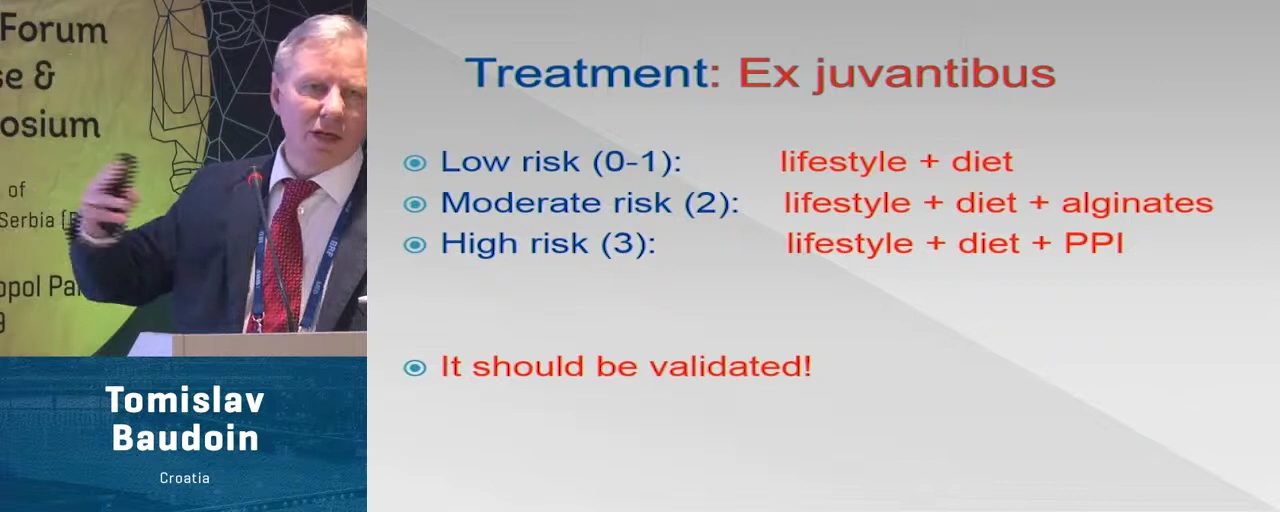 Forum
se &
osium
of
Serbia
opol Pa
9
Tomislav
Baudoin
Croatia
Treatment: Ex juvantibus
Low risk (0-1): lifestyle + diet
Moderate risk (2): lifestyle + diet + alginates
High risk (3): lifestyle + diet + PPI
It should be validated!